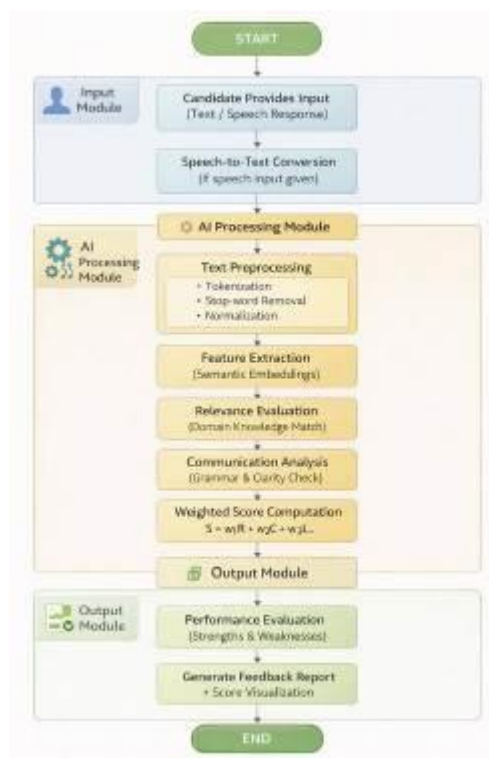 START
Input
Module
Candidate Provides Input
(Text / Speech Response)
Speech-to-Text Conversion
(If speech input given)
AI Processing Module
AI
Processing
Module
Text Preprocessing
• Tokenization
• Stop-word Removal
• Normalization
Feature Extraction
(Semantic Embeddings)
Relevance Evaluation
(Domain Knowledge Match)
Communication Analysis
(Grammar & Clarity Check)
Weighted Score Computation
S = w₁R + w₂C + w₃L...
Output Module
Output
Module
Performance Evaluation
(Strengths & Weaknesses)
Generate Feedback Report
+ Score Visualization
END